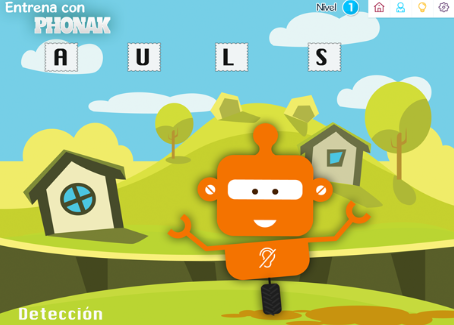 Entrena con
PHONAK
Nivel 1
A U L S
Detección